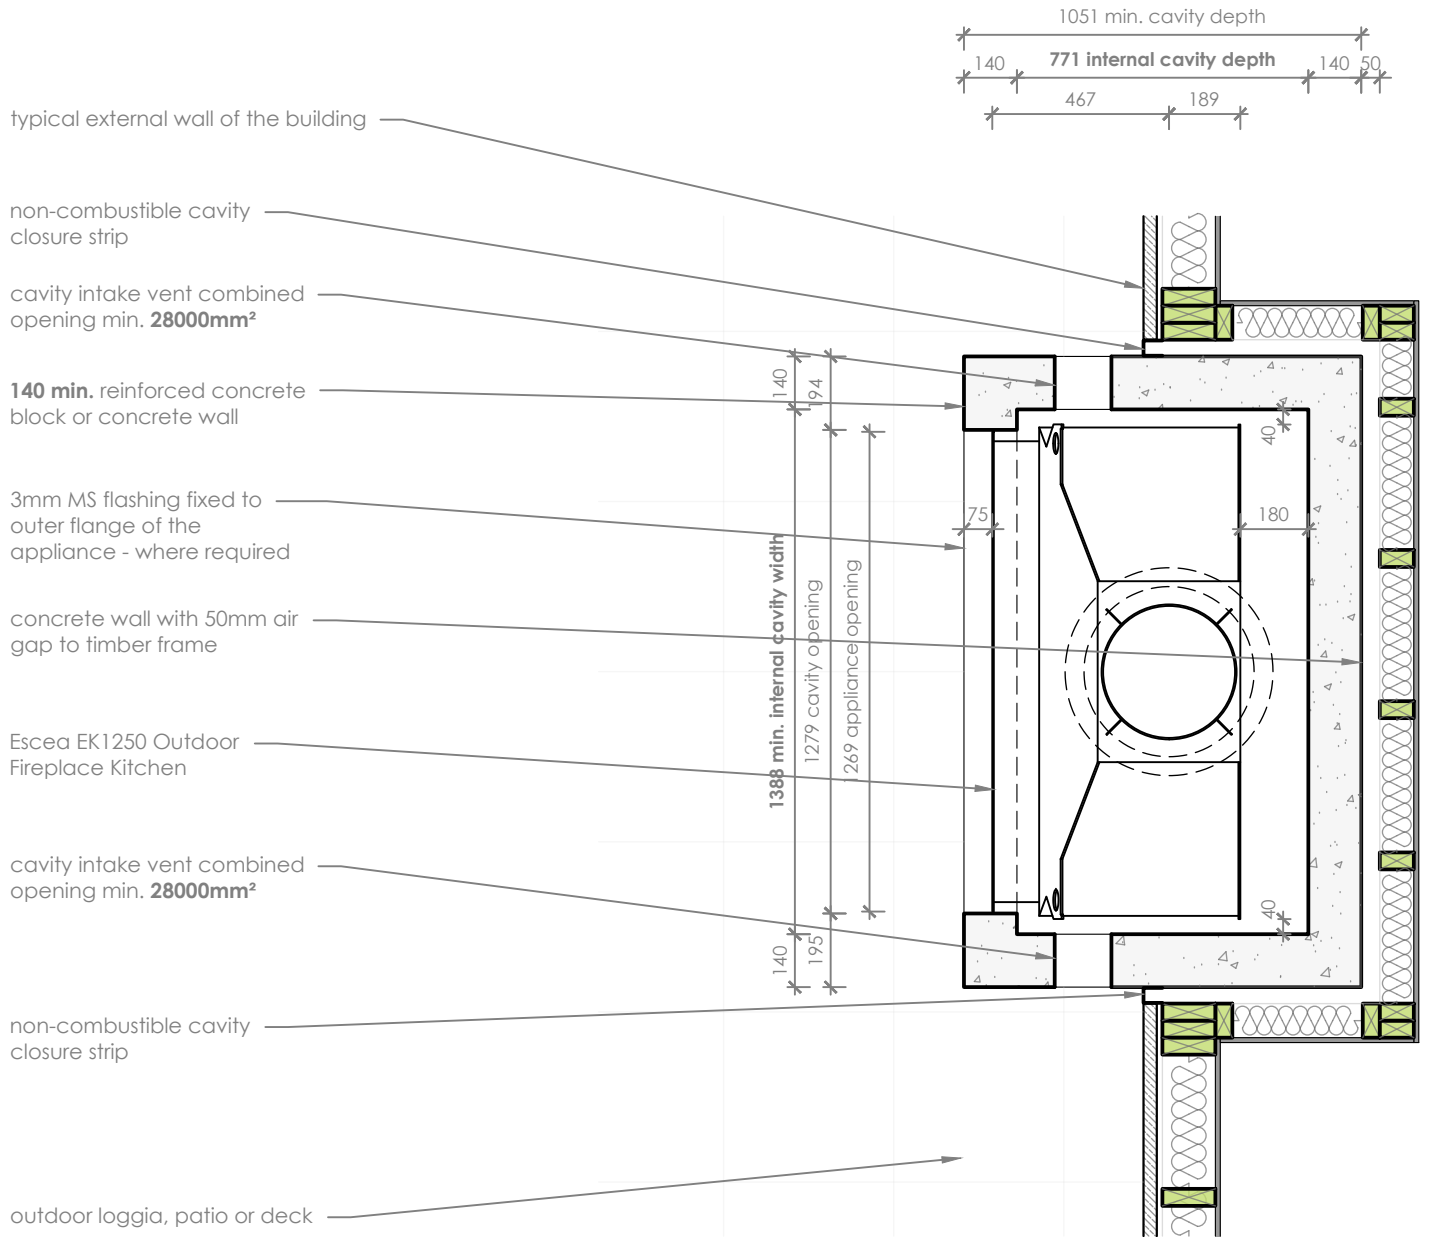 1051 min. cavity depth
140
771 internal cavity depth
140
50
467
189
typical external wall of the building
non-combustible cavity
closure strip
cavity intake vent combined
opening min. 28000mm²
140 min. reinforced concrete
block or concrete wall
3mm MS flashing fixed to
outer flange of the
appliance - where required
concrete wall with 50mm air
gap to timber frame
Escea EK1250 Outdoor
Fireplace Kitchen
cavity intake vent combined
opening min. 28000mm²
non-combustible cavity
closure strip
outdoor loggia, patio or deck
140
194
1388 min. internal cavity width
1279 cavity opening
1269 appliance opening
140
195
75
180
40
40